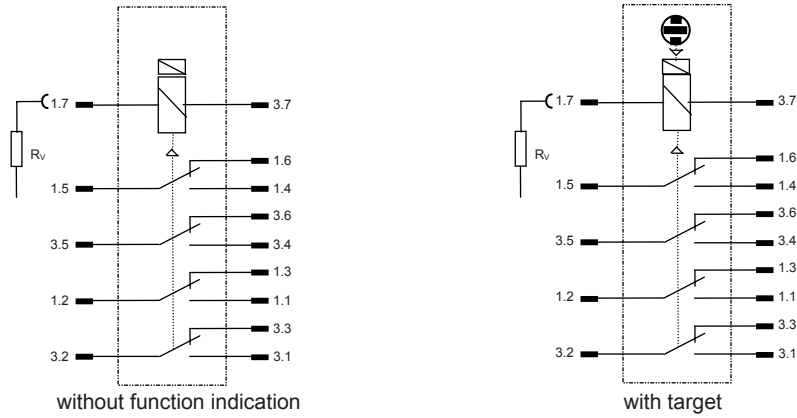 1.7 3.7 1.7 3.7
Rv Rv
1.6 1.6
1.5 1.4 1.5 1.4
3.6 3.6
3.5 3.4 3.5 3.4
1.3 1.3
1.2 1.1 1.2 1.1
3.3 3.3
3.2 3.1 3.2 3.1
without function indication with target